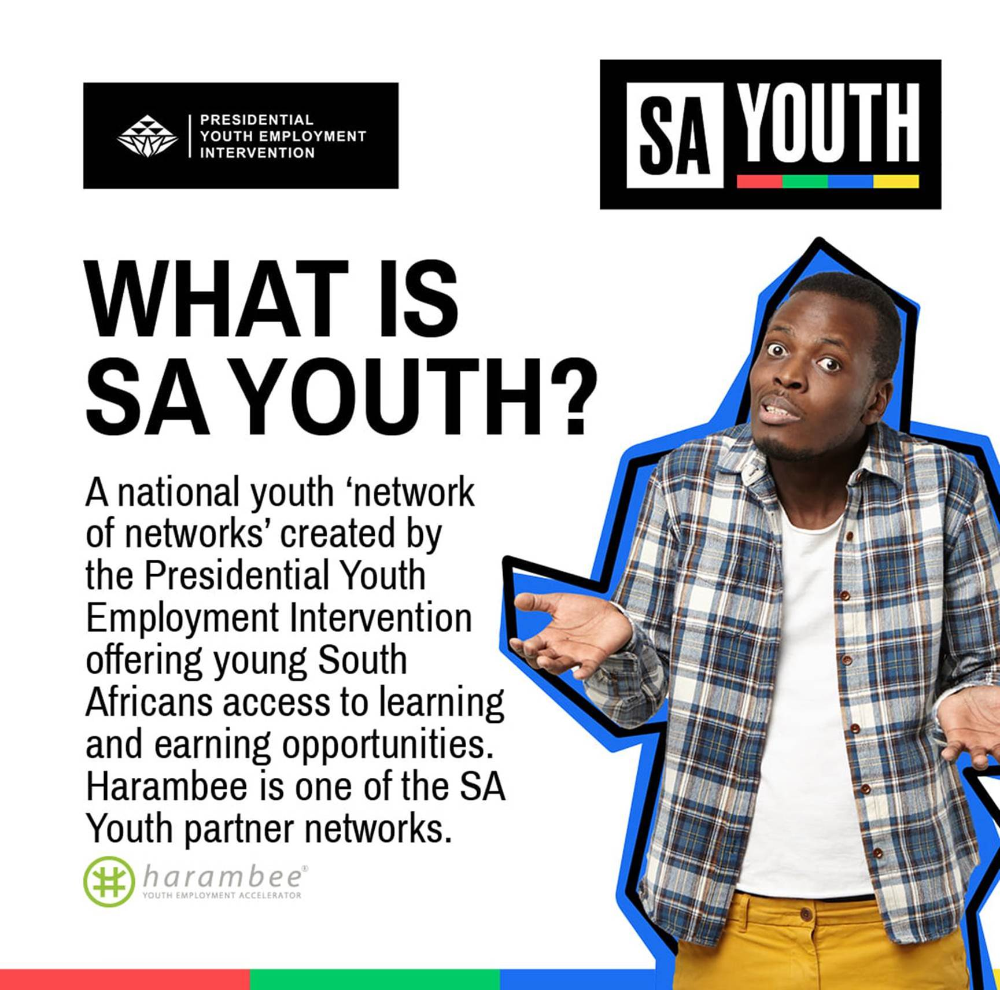 PRESIDENTIAL
YOUTH EMPLOYMENT
INTERVENTION
SA YOUTH
WHAT IS
SA YOUTH?
A national youth ‘network
of networks’ created by
the Presidential Youth
Employment Intervention
offering young South
Africans access to learning
and earning opportunities.
Harambee is one of the SA
Youth partner networks.
harambee®
YOUTH EMPLOYMENT ACCELERATOR